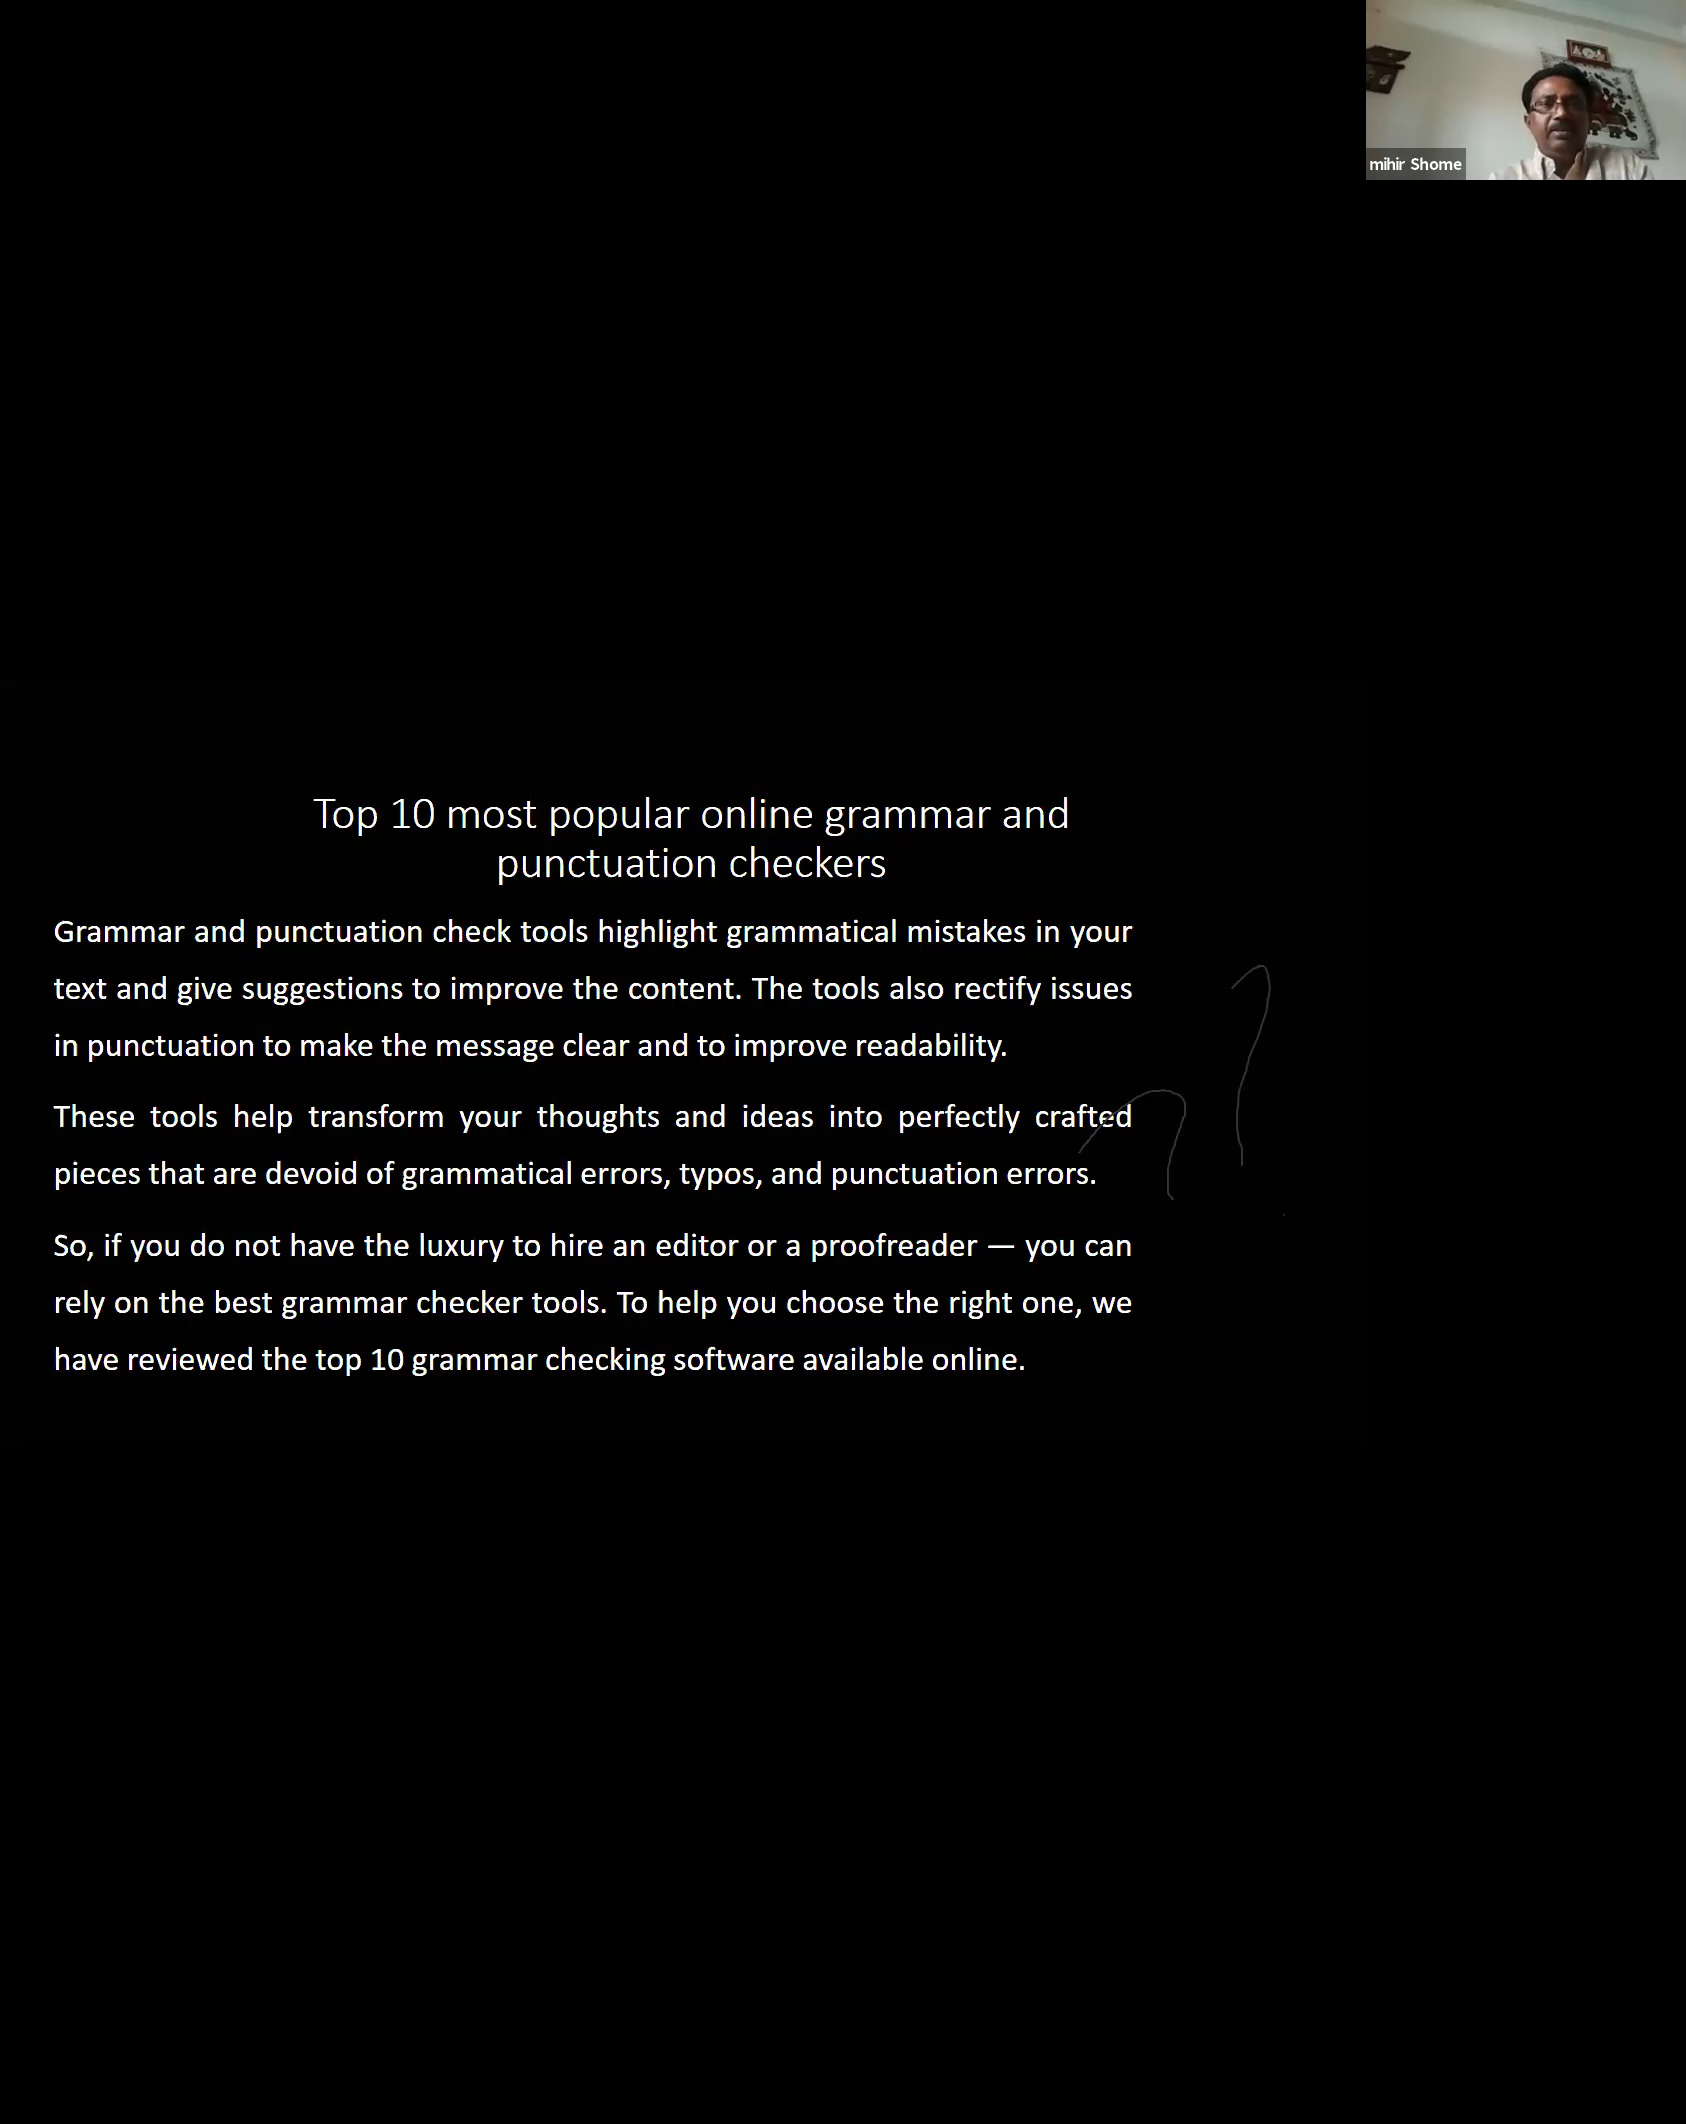 mihir Shome
Top 10 most popular online grammar and
punctuation checkers
Grammar and punctuation check tools highlight grammatical mistakes in your
text and give suggestions to improve the content. The tools also rectify issues
in punctuation to make the message clear and to improve readability.
These tools help transform your thoughts and ideas into perfectly crafted
pieces that are devoid of grammatical errors, typos, and punctuation errors.
So, if you do not have the luxury to hire an editor or a proofreader — you can
rely on the best grammar checker tools. To help you choose the right one, we
have reviewed the top 10 grammar checking software available online.